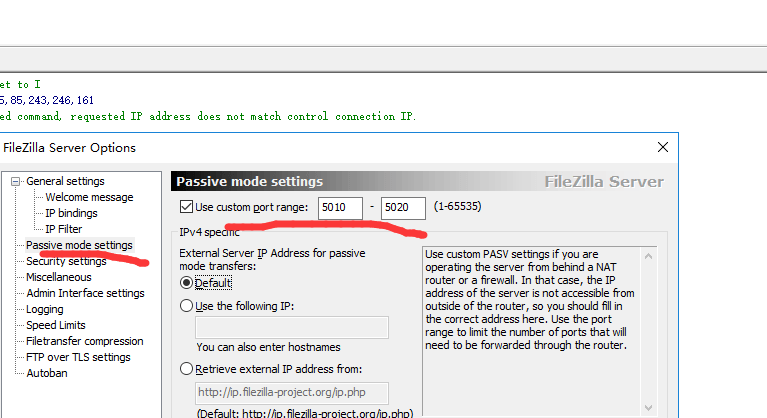 et to I
5,85,243,246,161
ed command, requested IP address does not match control connection IP.
FileZilla Server Options
General settings
Welcome message
IP bindings
IP Filter
Passive mode settings
Security settings
Miscellaneous
Admin Interface settings
Logging
Speed Limits
Filetransfer compression
FTP over TLS settings
Autoban
Passive mode settings
FileZilla Server
Use custom port range: 5010 - 5020 (1-65535)
IPv4 specific
External Server IP Address for passive
mode transfers:
Default
Use the following IP:
You can also enter hostnames
Retrieve external IP address from:
http://ip.filezilla-project.org/ip.php
(Default: http://ip.filezilla-project.org/ip.php)
Use custom PASV settings if you are
operating the server from behind a NAT
router or a firewall. In that case, the IP
address of the server is not accessible from
outside of the router, so you should fill in
the correct address here. Use the port
range to limit the number of ports that will
need to be forwarded through the router.